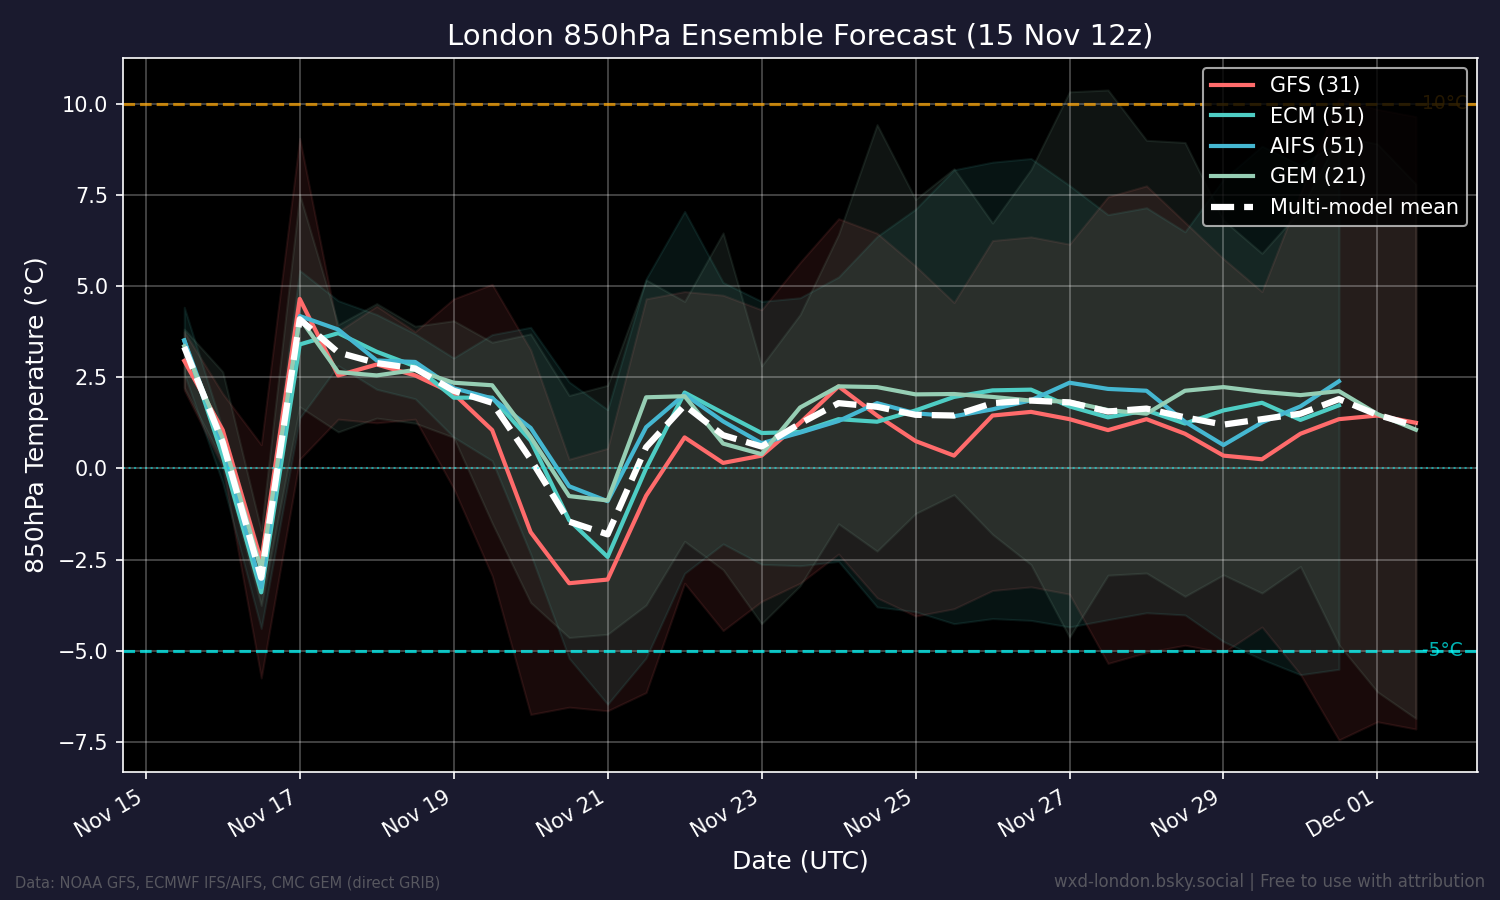 London 850hPa Ensemble Forecast (15 Nov 12z)
850hPa Temperature (°C)
10.0
7.5
5.0
2.5
0.0
−2.5
−5.0
−7.5
GFS (31)
ECM (51)
AIFS (51)
GEM (21)
Multi-model mean
10°C
-5°C
Nov 15
Nov 17
Nov 19
Nov 21
Nov 23
Nov 25
Nov 27
Nov 29
Dec 01
Date (UTC)
Data: NOAA GFS, ECMWF IFS/AIFS, CMC GEM (direct GRIB)
wxd-london.bsky.social | Free to use with attribution